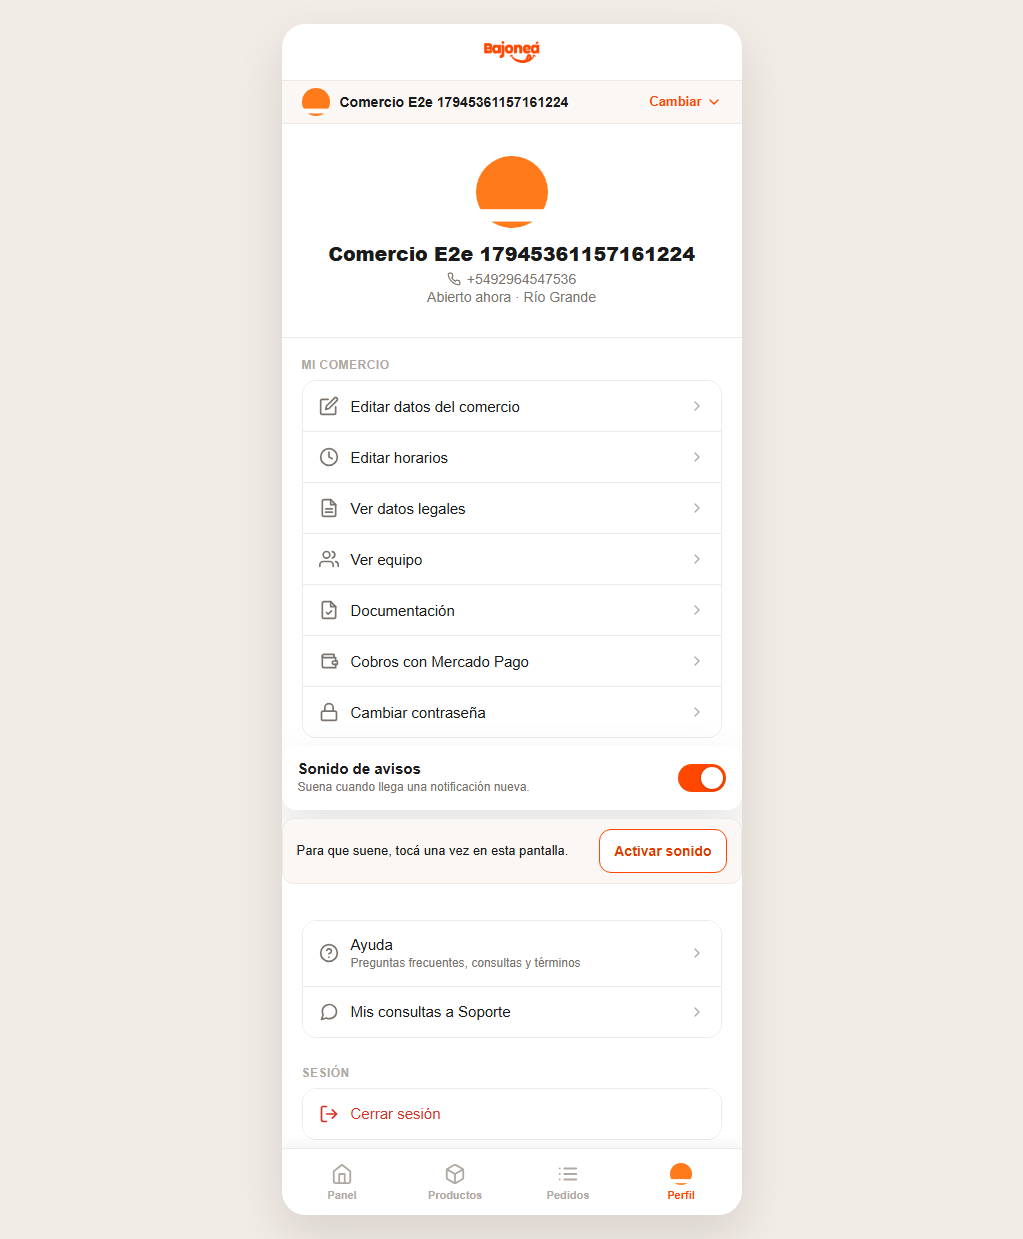 Bajoneá
Comercio E2e 17945361157161224
Cambiar
Comercio E2e 17945361157161224
+5492964547536
Abierto ahora · Río Grande
MI COMERCIO
Editar datos del comercio
Editar horarios
Ver datos legales
Ver equipo
Documentación
Cobros con Mercado Pago
Cambiar contraseña
Sonido de avisos
Suena cuando llega una notificación nueva.
Para que suene, tocá una vez en esta pantalla.
Activar sonido
Ayuda
Preguntas frecuentes, consultas y términos
Mis consultas a Soporte
SESIÓN
Cerrar sesión
Panel
Productos
Pedidos
Perfil